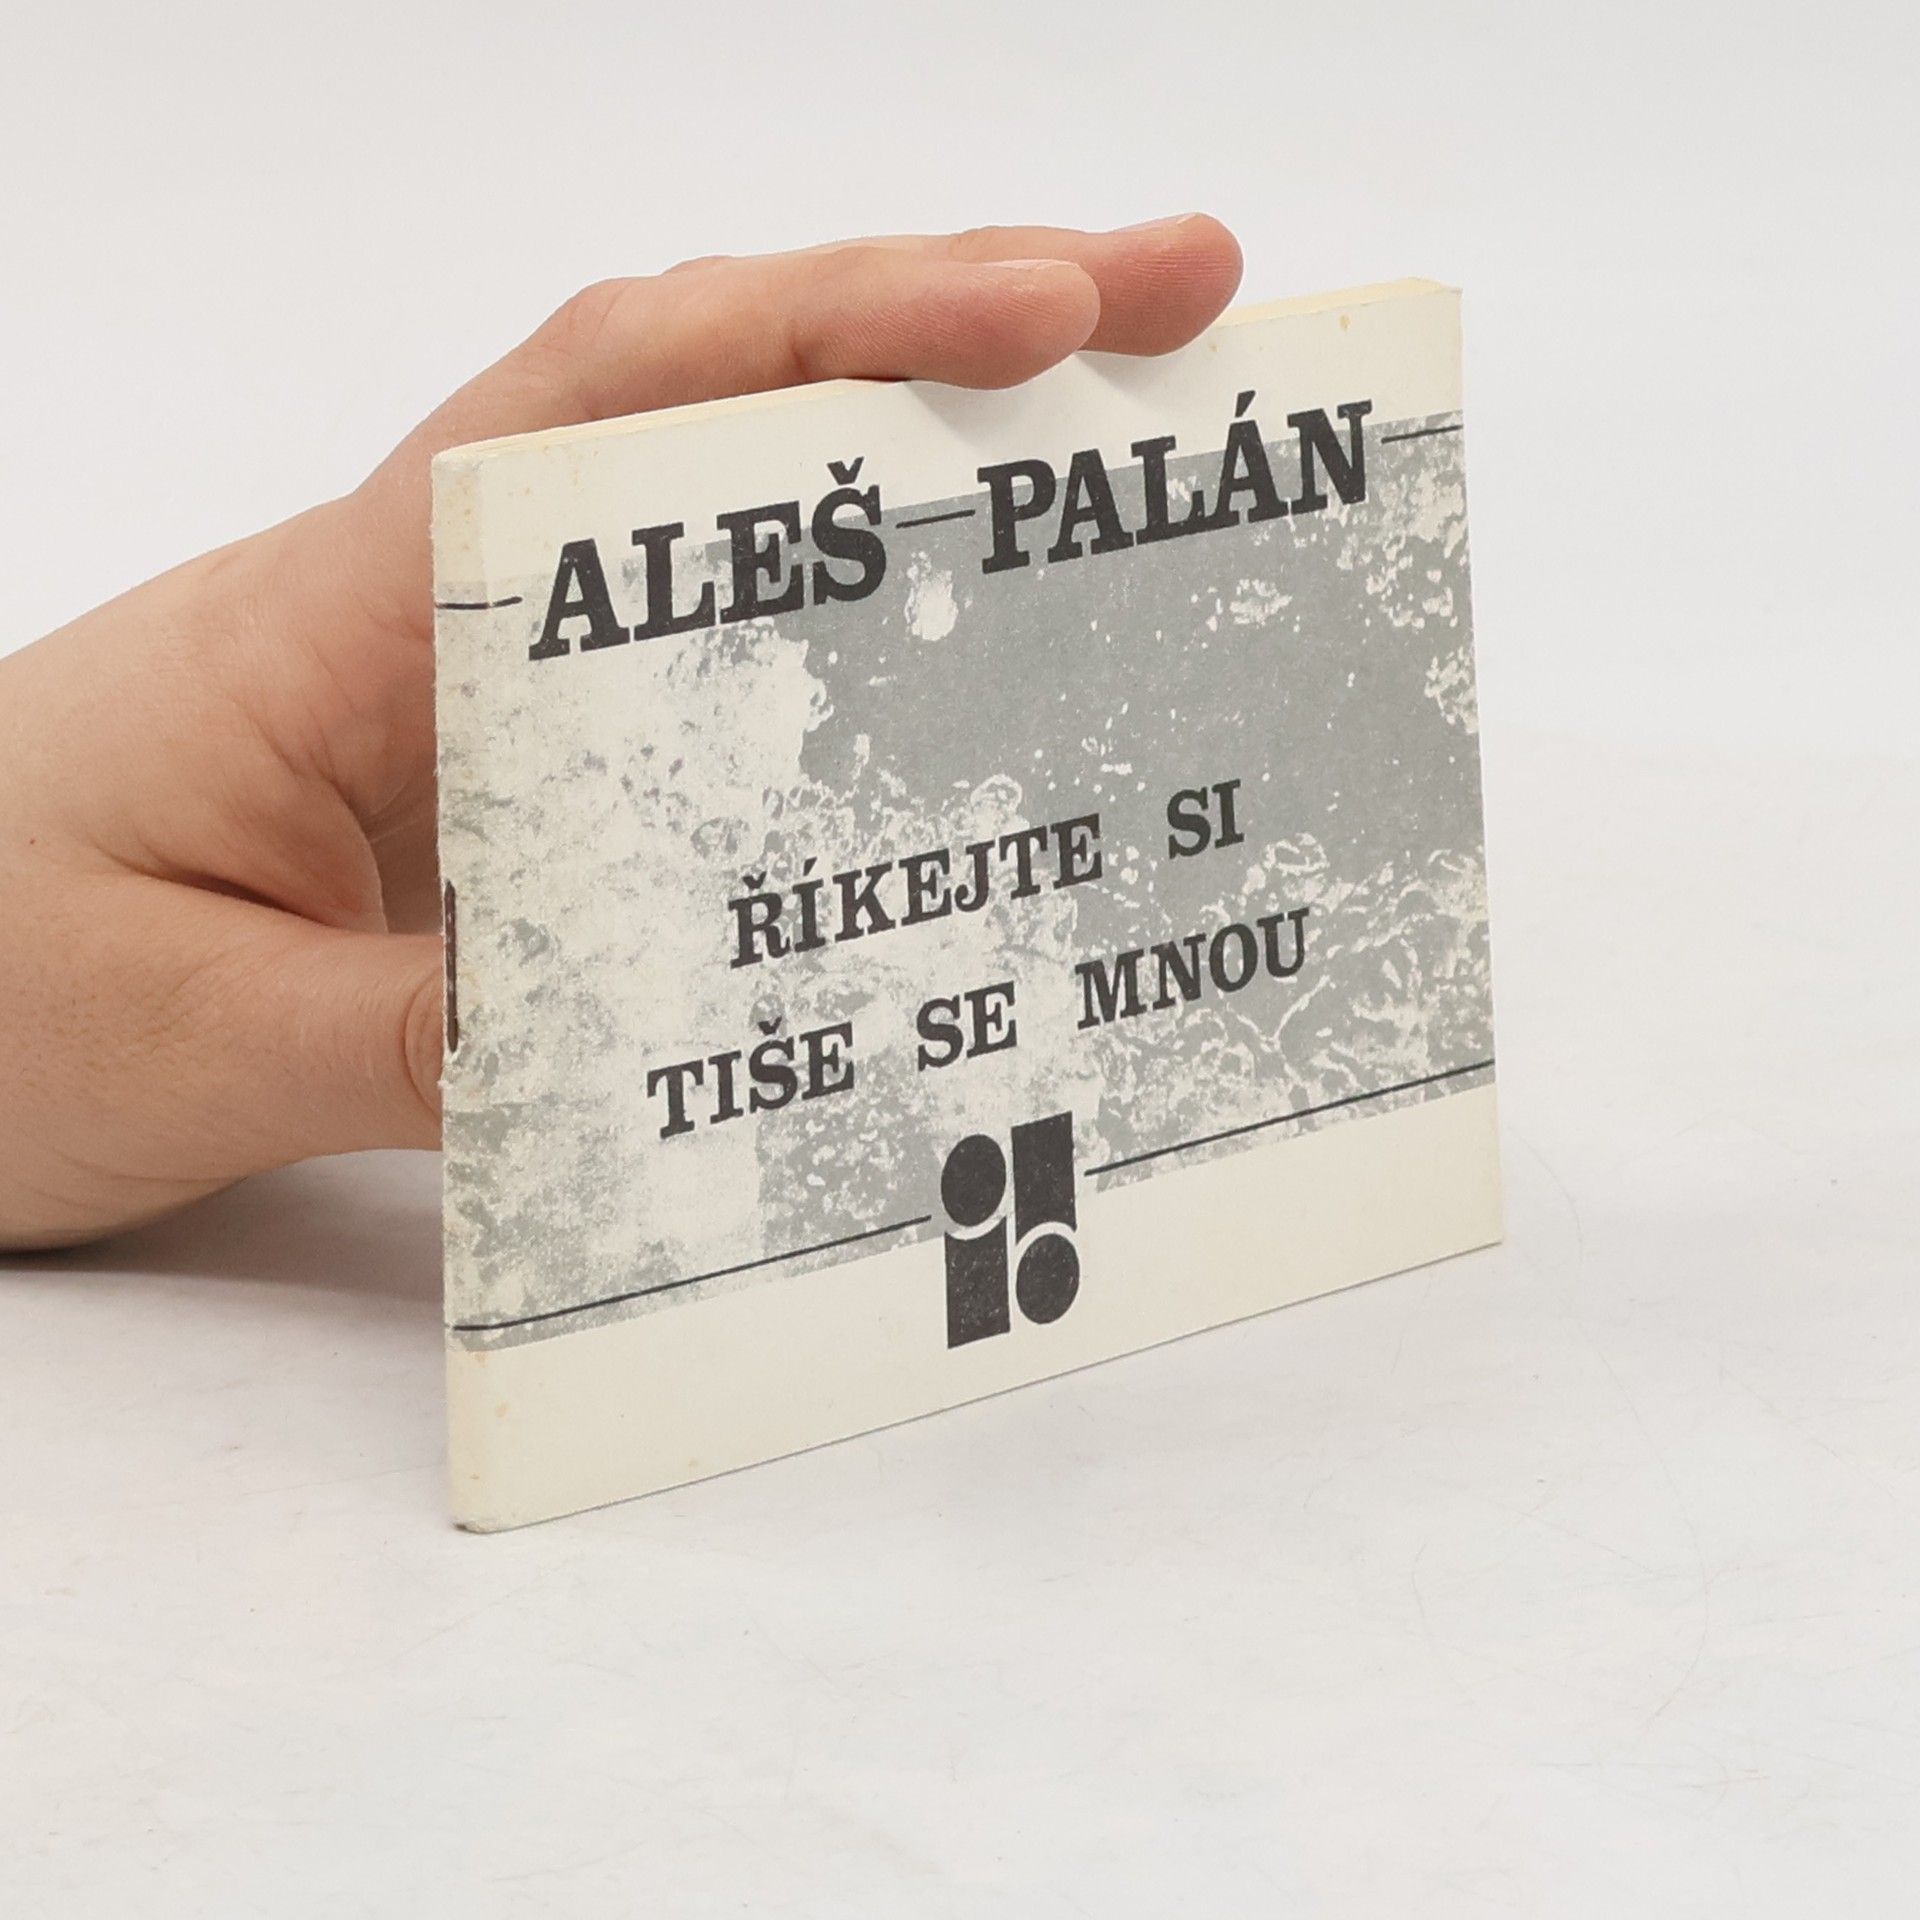 ALEŠ PALÁN
ŘÍKEJTE SI
TIŠE SE MNOU